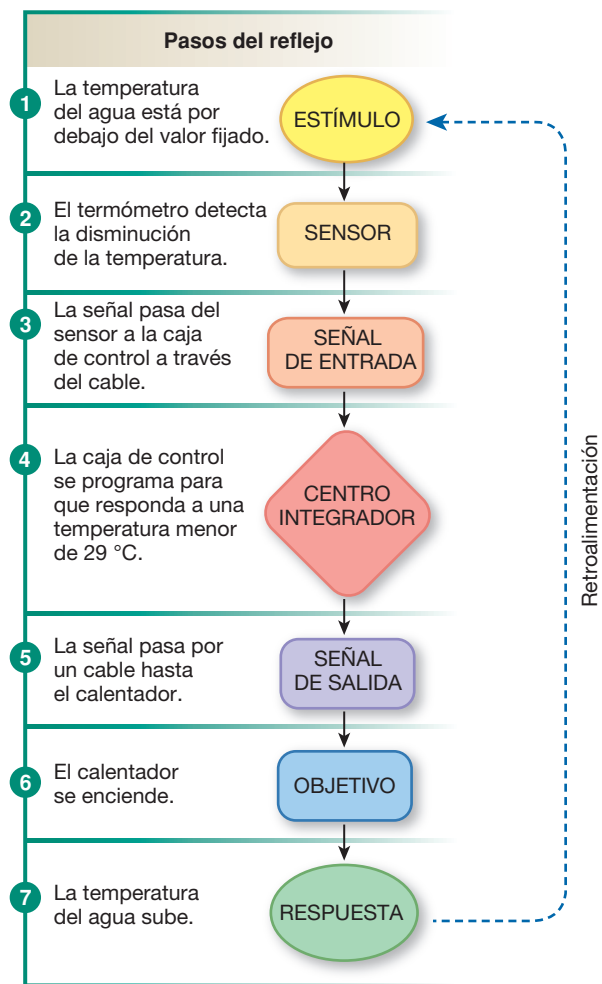 Pasos del reflejo
1
La temperatura
del agua está por
debajo del valor fijado.
ESTÍMULO
2
El termómetro detecta
la disminución
de la temperatura.
SENSOR
3
La señal pasa del
sensor a la caja
de control a través
del cable.
SEÑAL
DE ENTRADA
4
La caja de control
se programa para
que responda a una
temperatura menor
de 29 °C.
CENTRO
INTEGRADOR
5
La señal pasa por
un cable hasta
el calentador.
SEÑAL
DE SALIDA
6
El calentador
se enciende.
OBJETIVO
7
La temperatura
del agua sube.
RESPUESTA
Retroalimentación